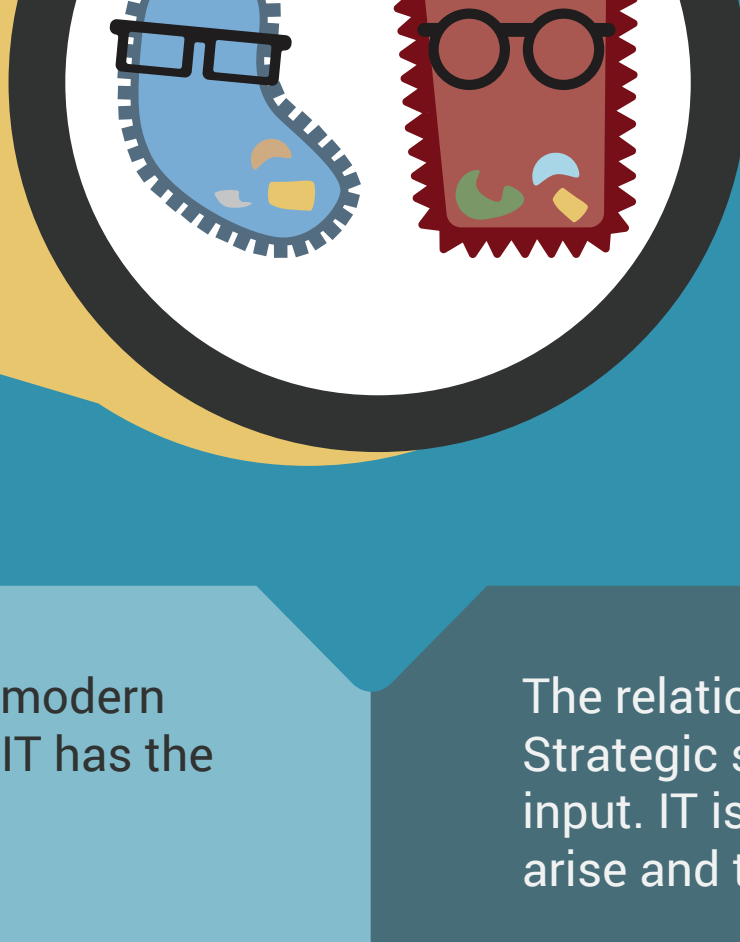 modern
IT has the
The relatio
Strategic s
input. IT is
arise and t